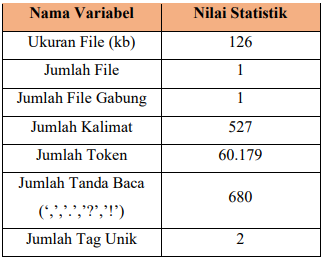 Nama Variabel Nilai Statistik
Ukuran File (kb) 126
Jumlah File 1
Jumlah File Gabung 1
Jumlah Kalimat 527
Jumlah Token 60.179
Jumlah Tanda Baca
(‘,’,’.’,’?’,’!’) 680
Jumlah Tag Unik 2